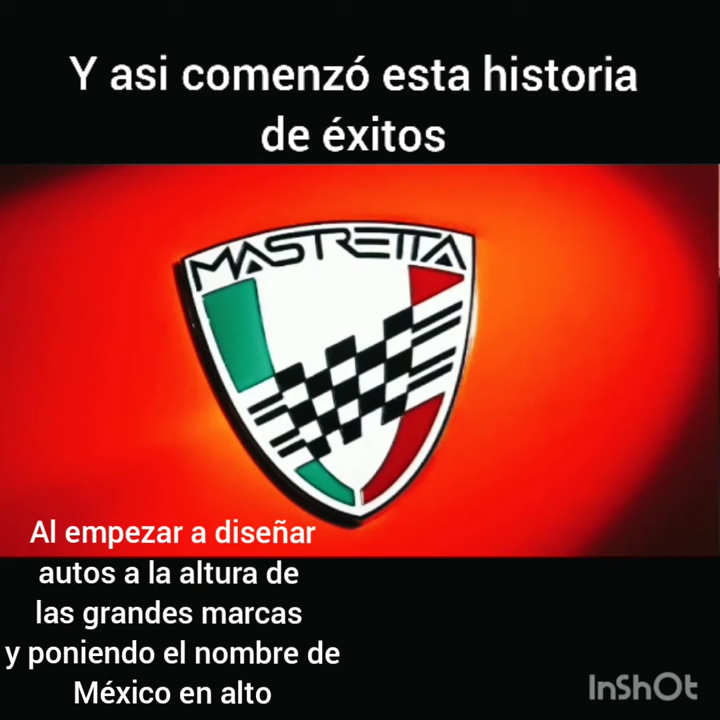 Y asi comenzó esta historia
de éxitos
MASTRETTA
Al empezar a diseñar
autos a la altura de
las grandes marcas
y poniendo el nombre de
México en alto
InShOt